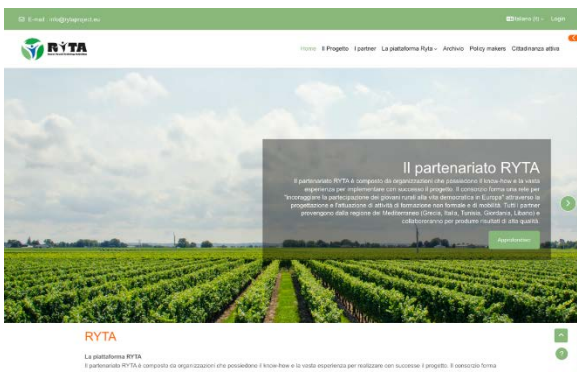 E-mail : info@rytaproject.eu
Italiano (it)
Login
RYTA
Home Il Progetto I partner La piattaforma Ryta Archivio Policy makers Cittadinanza attiva
Il partenariato RYTA
Il partenariato RYTA è composto da organizzazioni che possiedono il know-how e la vasta
esperienza per implementare con successo il progetto. Il consorzio forma una rete per
"incoraggiare la partecipazione dei giovani rurali alla vita democratica in Europa" attraverso la
progettazione e l'attuazione di attività di formazione non formale e di mobilità. Tutti i partner
provengono dalla regione del Mediterraneo (Grecia, Italia, Tunisia, Giordania, Libano) e
collaboreranno per produrre risultati di alta qualità.
Approfondisci
RYTA
La piattaforma RYTA
Il partenariato RYTA è composto da organizzazioni che possiedono il know-how e la vasta esperienza per realizzare con successo il progetto. Il consorzio forma